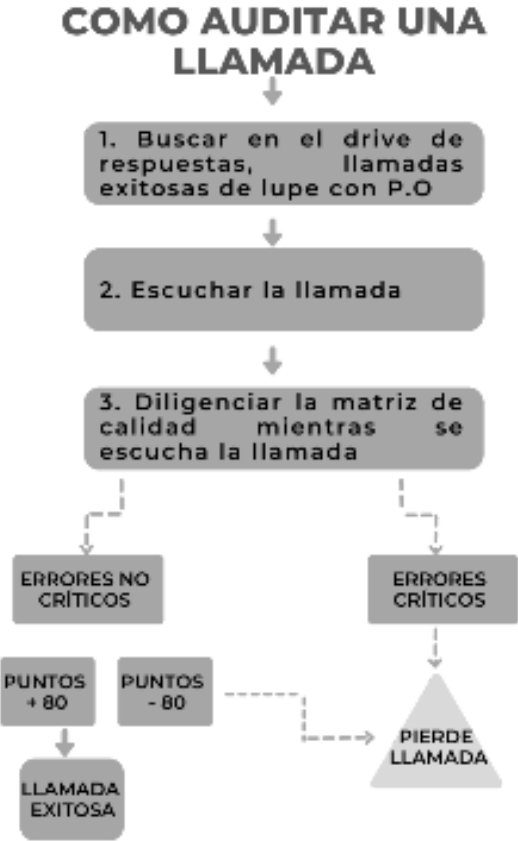 COMO AUDITAR UNA
LLAMADA
1. Buscar en el drive de
respuestas, llamadas
exitosas de lupe con P.O
2. Escuchar la llamada
3. Diligenciar la matriz de
calidad mientras se
escucha la llamada
ERRORES NO
CRÍTICOS
ERRORES
CRÍTICOS
PUNTOS
+ 80
PUNTOS
- 80
PIERDE
LLAMADA
LLAMADA
EXITOSA